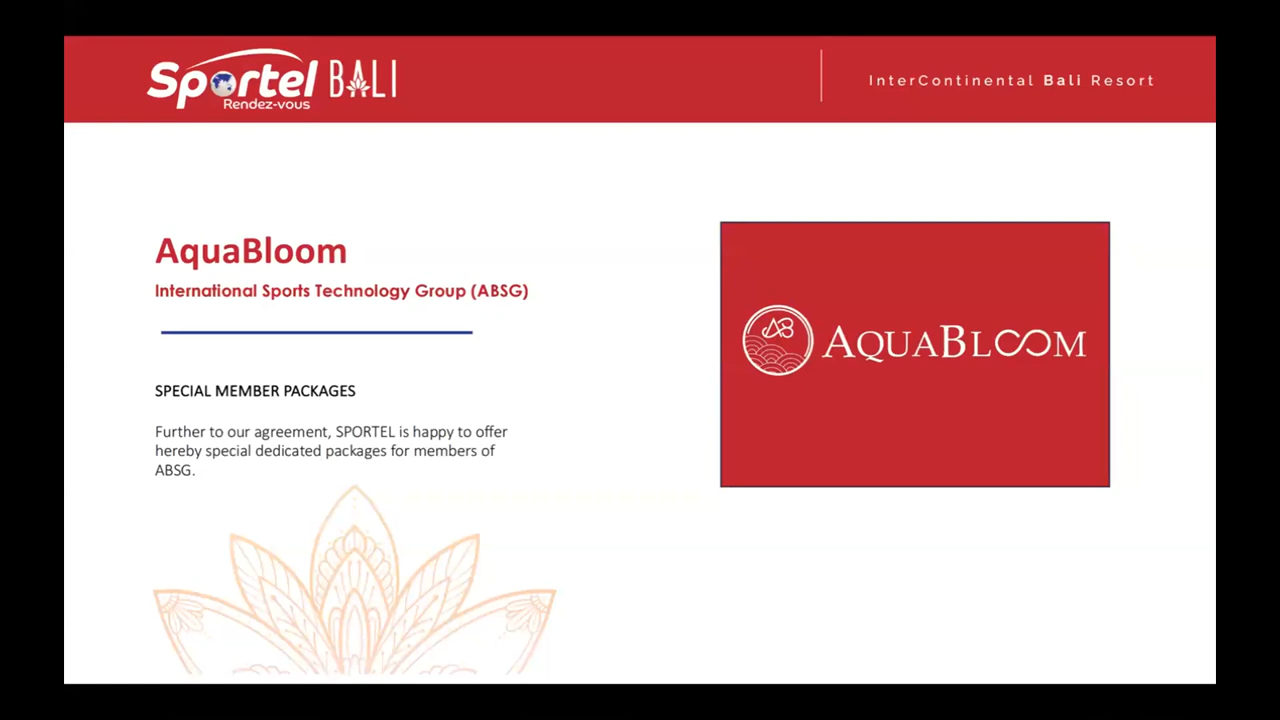 Sportel BALI
Rendez-vous
InterContinental Bali Resort
AquaBloom
International Sports Technology Group (ABSG)
AB AQUABLOOM
SPECIAL MEMBER PACKAGES
Further to our agreement, SPORTEL is happy to offer
hereby special dedicated packages for members of
ABSG.